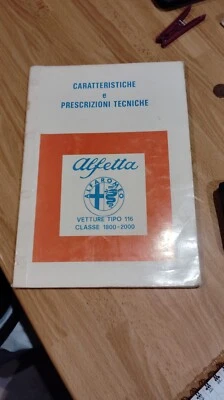 CARATTERISTICHE
e
PRESCRIZIONI TECNICHE
Alfetta
ALFA ROMEO
VETTURE TIPO 116
CLASSE 1800-2000